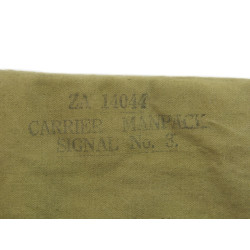 ZA 14044
CARRIER MANPACK
SIGNAL No. 3.